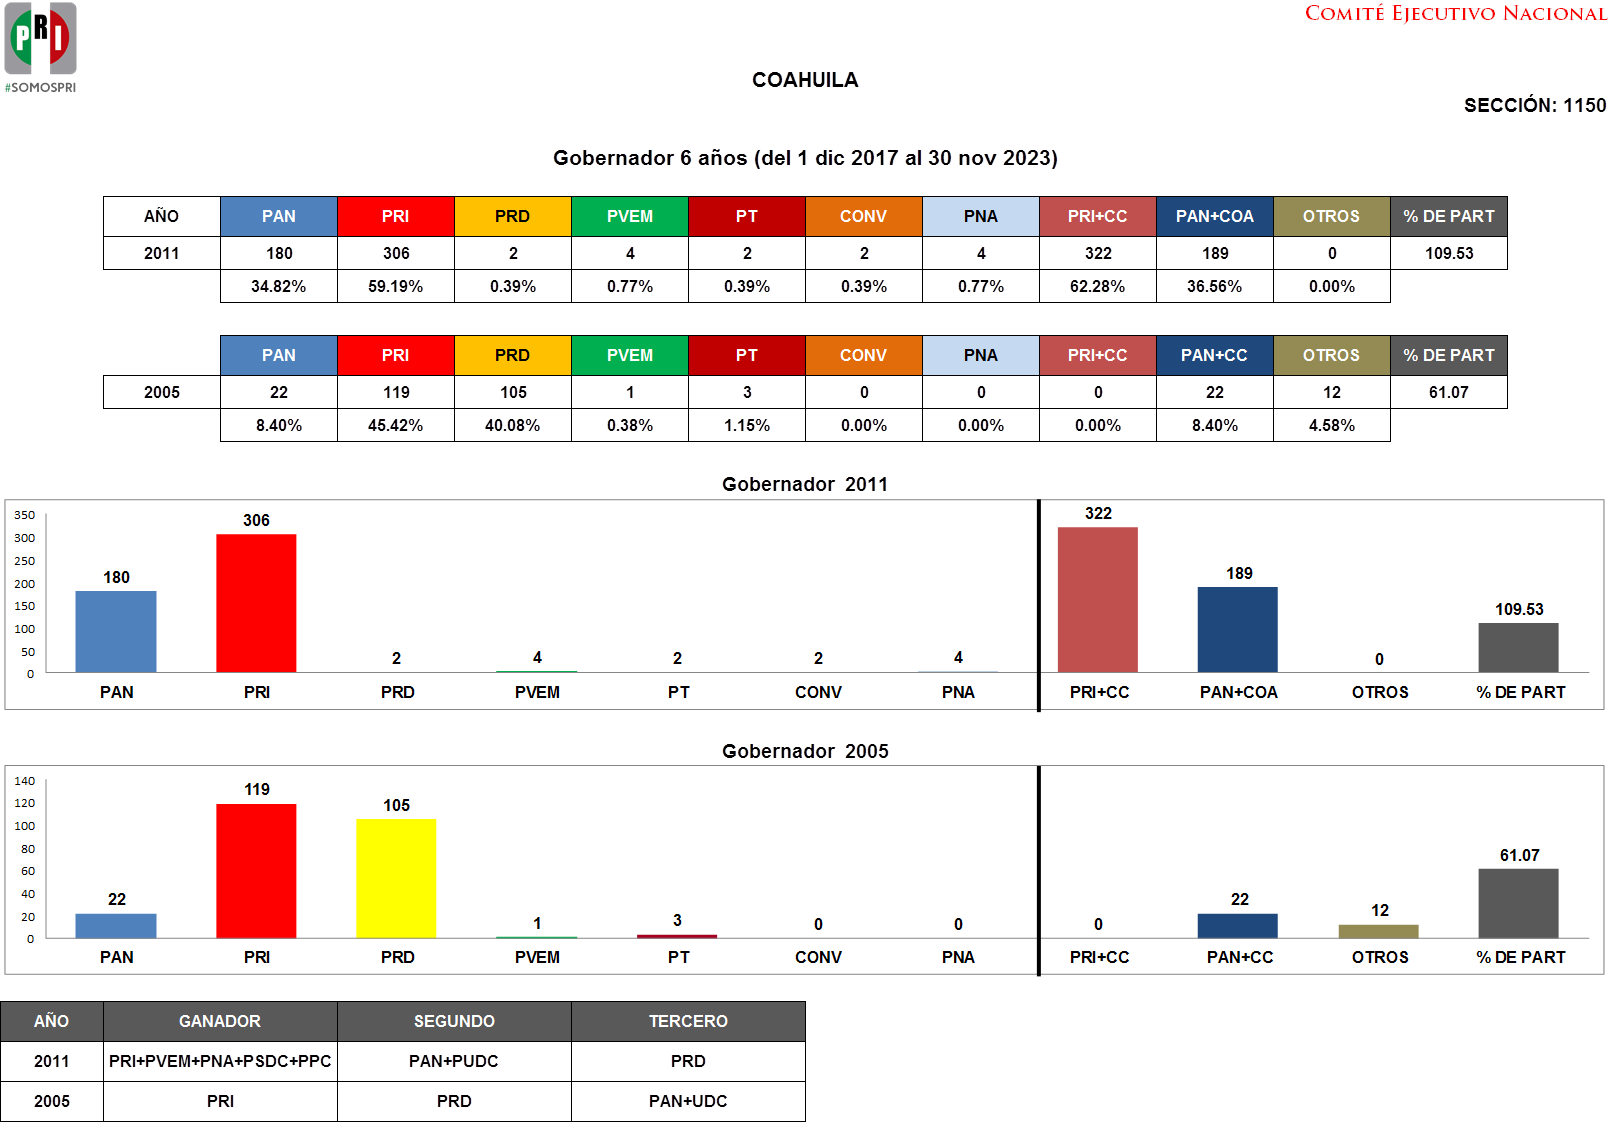 PRI
#SOMOSPRI
COMITÉ EJECUTIVO NACIONAL
COAHUILA
SECCIÓN: 1150
Gobernador 6 años (del 1 dic 2017 al 30 nov 2023)
AÑO PAN PRI PRD PVEM PT CONV PNA PRI+CC PAN+COA OTROS % DE PART
2011 180 306 2 4 2 2 4 322 189 0 109.53
34.82% 59.19% 0.39% 0.77% 0.39% 0.39% 0.77% 62.28% 36.56% 0.00%
PAN PRI PRD PVEM PT CONV PNA PRI+CC PAN+CC OTROS % DE PART
2005 22 119 105 1 3 0 0 0 22 12 61.07
8.40% 45.42% 40.08% 0.38% 1.15% 0.00% 0.00% 0.00% 8.40% 4.58%
Gobernador 2011
350
300
250
200
150
100
50
0
180 306 2 4 2 2 4 322 189 0 109.53
PAN PRI PRD PVEM PT CONV PNA PRI+CC PAN+COA OTROS % DE PART
Gobernador 2005
140
120
100
80
60
40
20
0
22 119 105 1 3 0 0 0 22 12 61.07
PAN PRI PRD PVEM PT CONV PNA PRI+CC PAN+CC OTROS % DE PART
AÑO GANADOR SEGUNDO TERCERO
2011 PRI+PVEM+PNA+PSDC+PPC PAN+PUDC PRD
2005 PRI PRD PAN+UDC